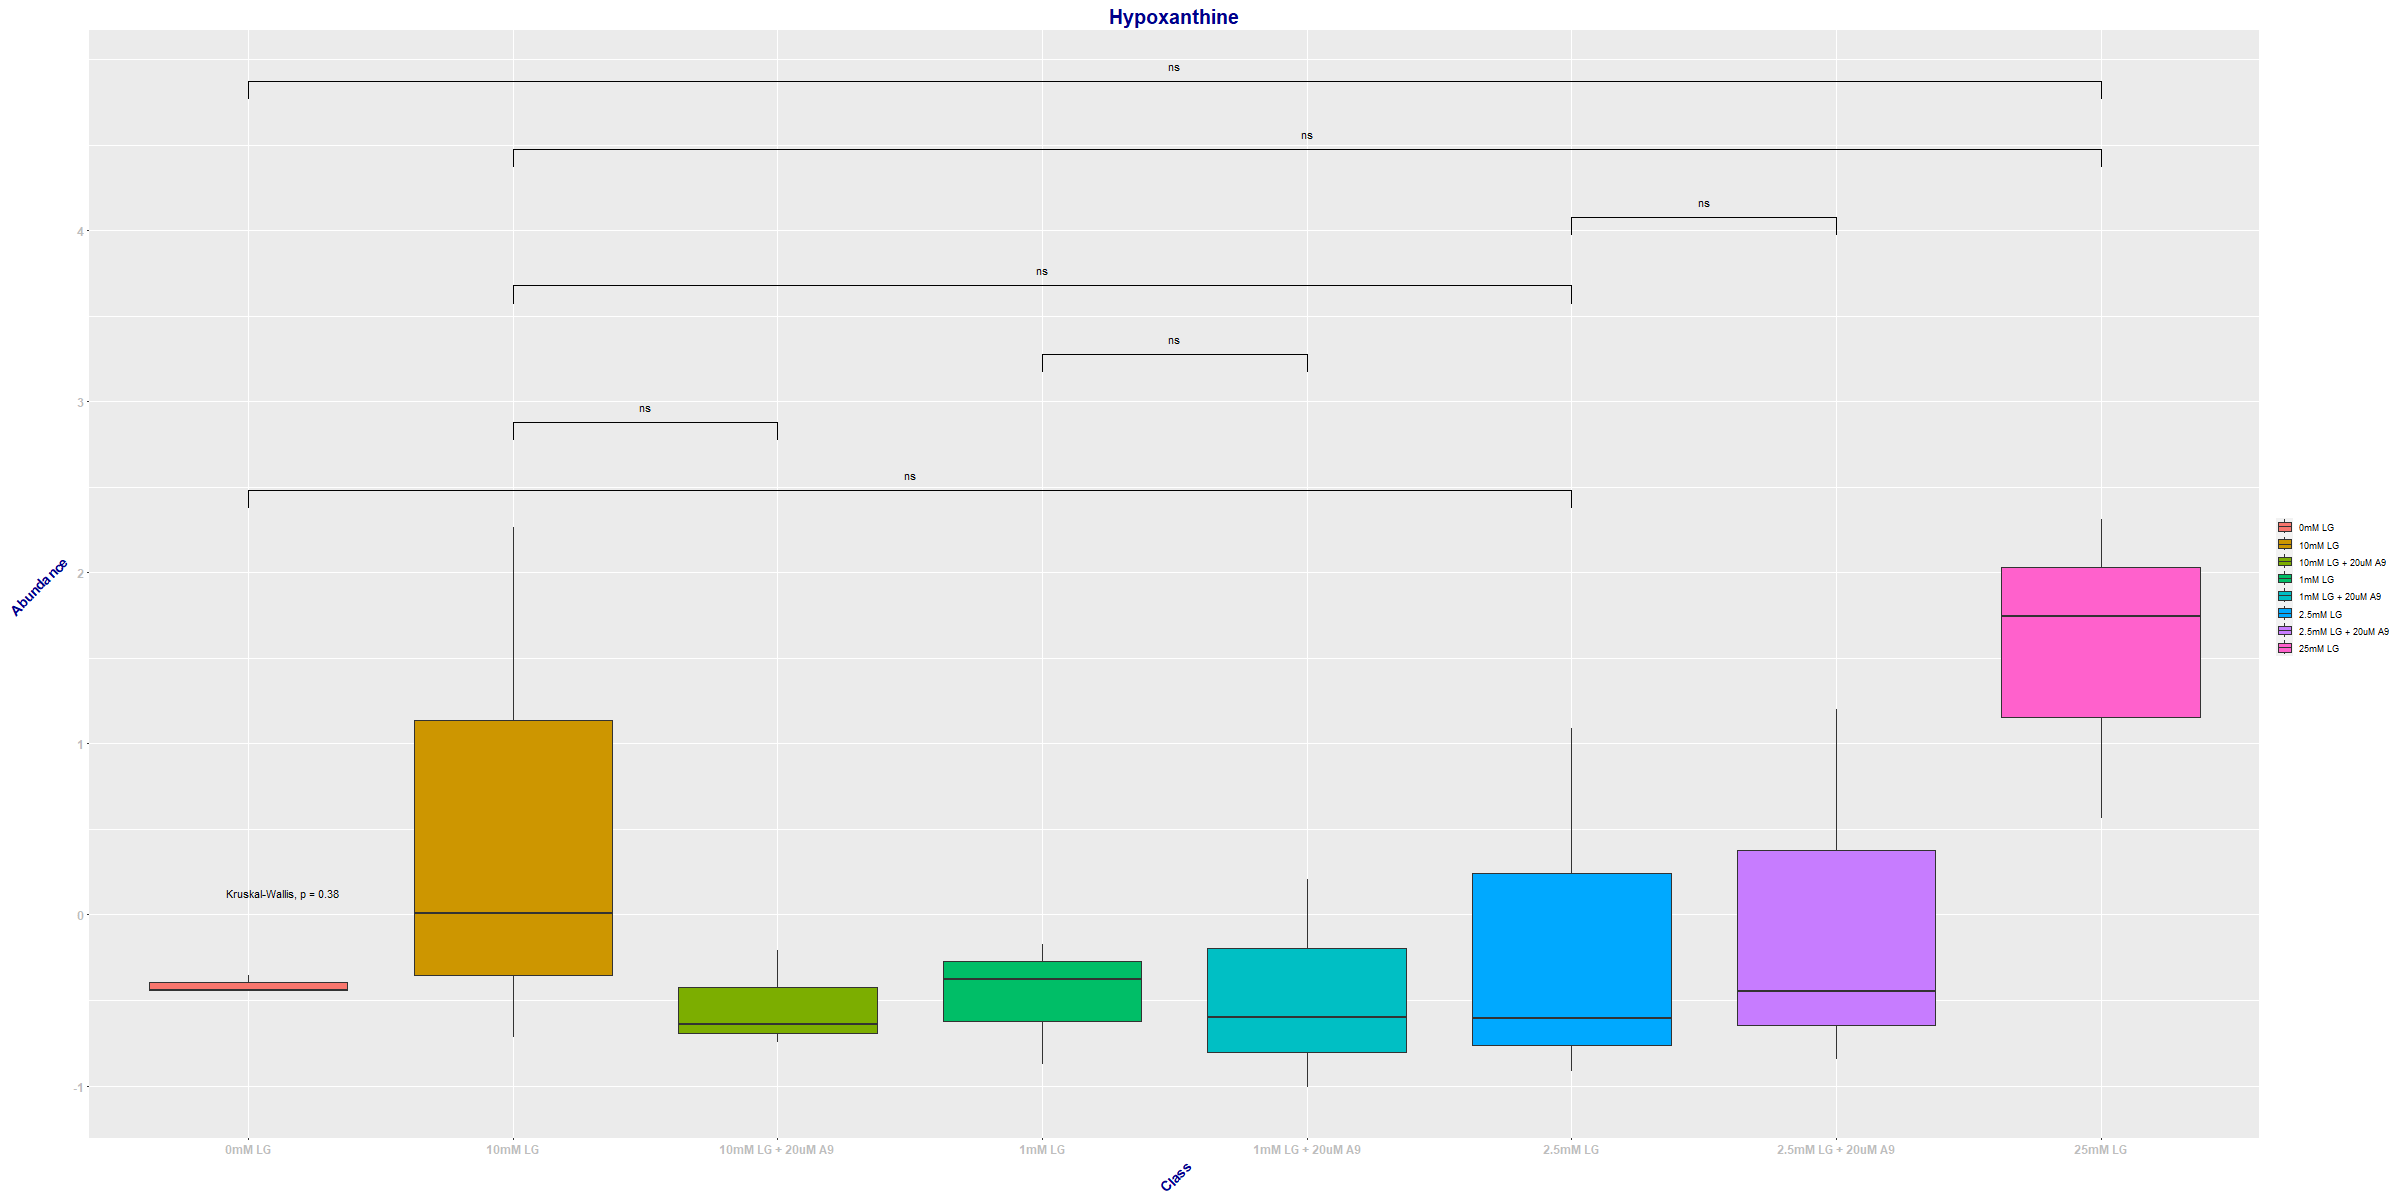 Hypoxanthine
ns
ns
ns
ns
ns
ns
ns
4
3
2
1
0
-1
Abundance
Kruskal-Wallis, p = 0.38
0mM LG
10mM LG
10mM LG + 20uM A9
1mM LG
1mM LG + 20uM A9
2.5mM LG
2.5mM LG + 20uM A9
25mM LG
Class
0mM LG
10mM LG
10mM LG + 20uM A9
1mM LG
1mM LG + 20uM A9
2.5mM LG
2.5mM LG + 20uM A9
25mM LG